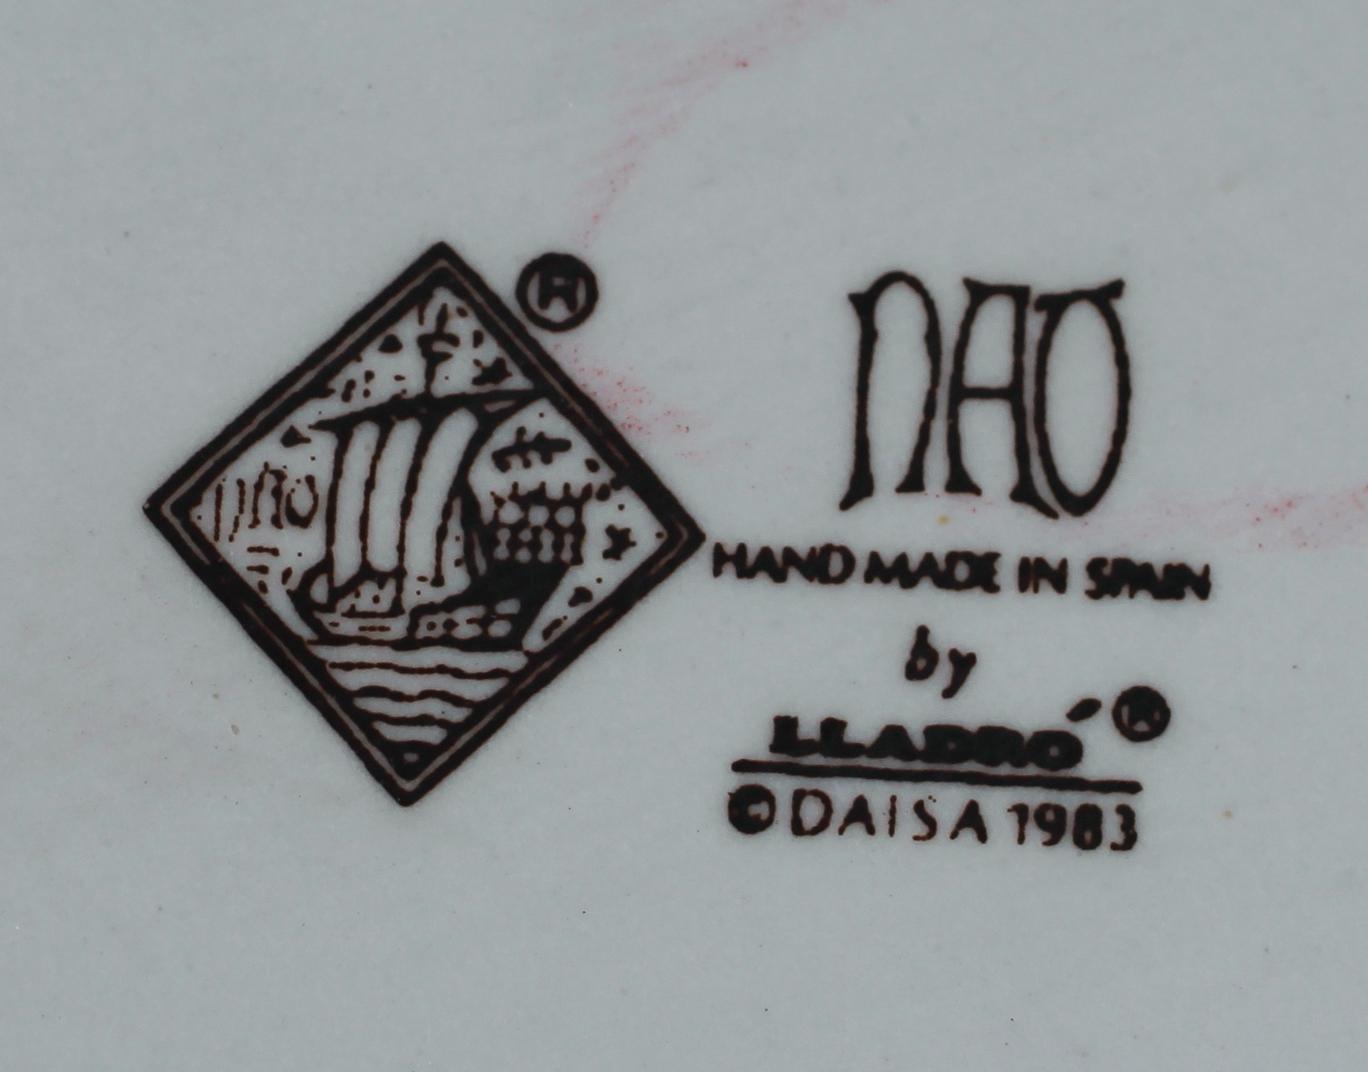 NAO
®
NAO
HAND MADE IN SPAIN
by
LLADRÓ ®
© DAISA 1983